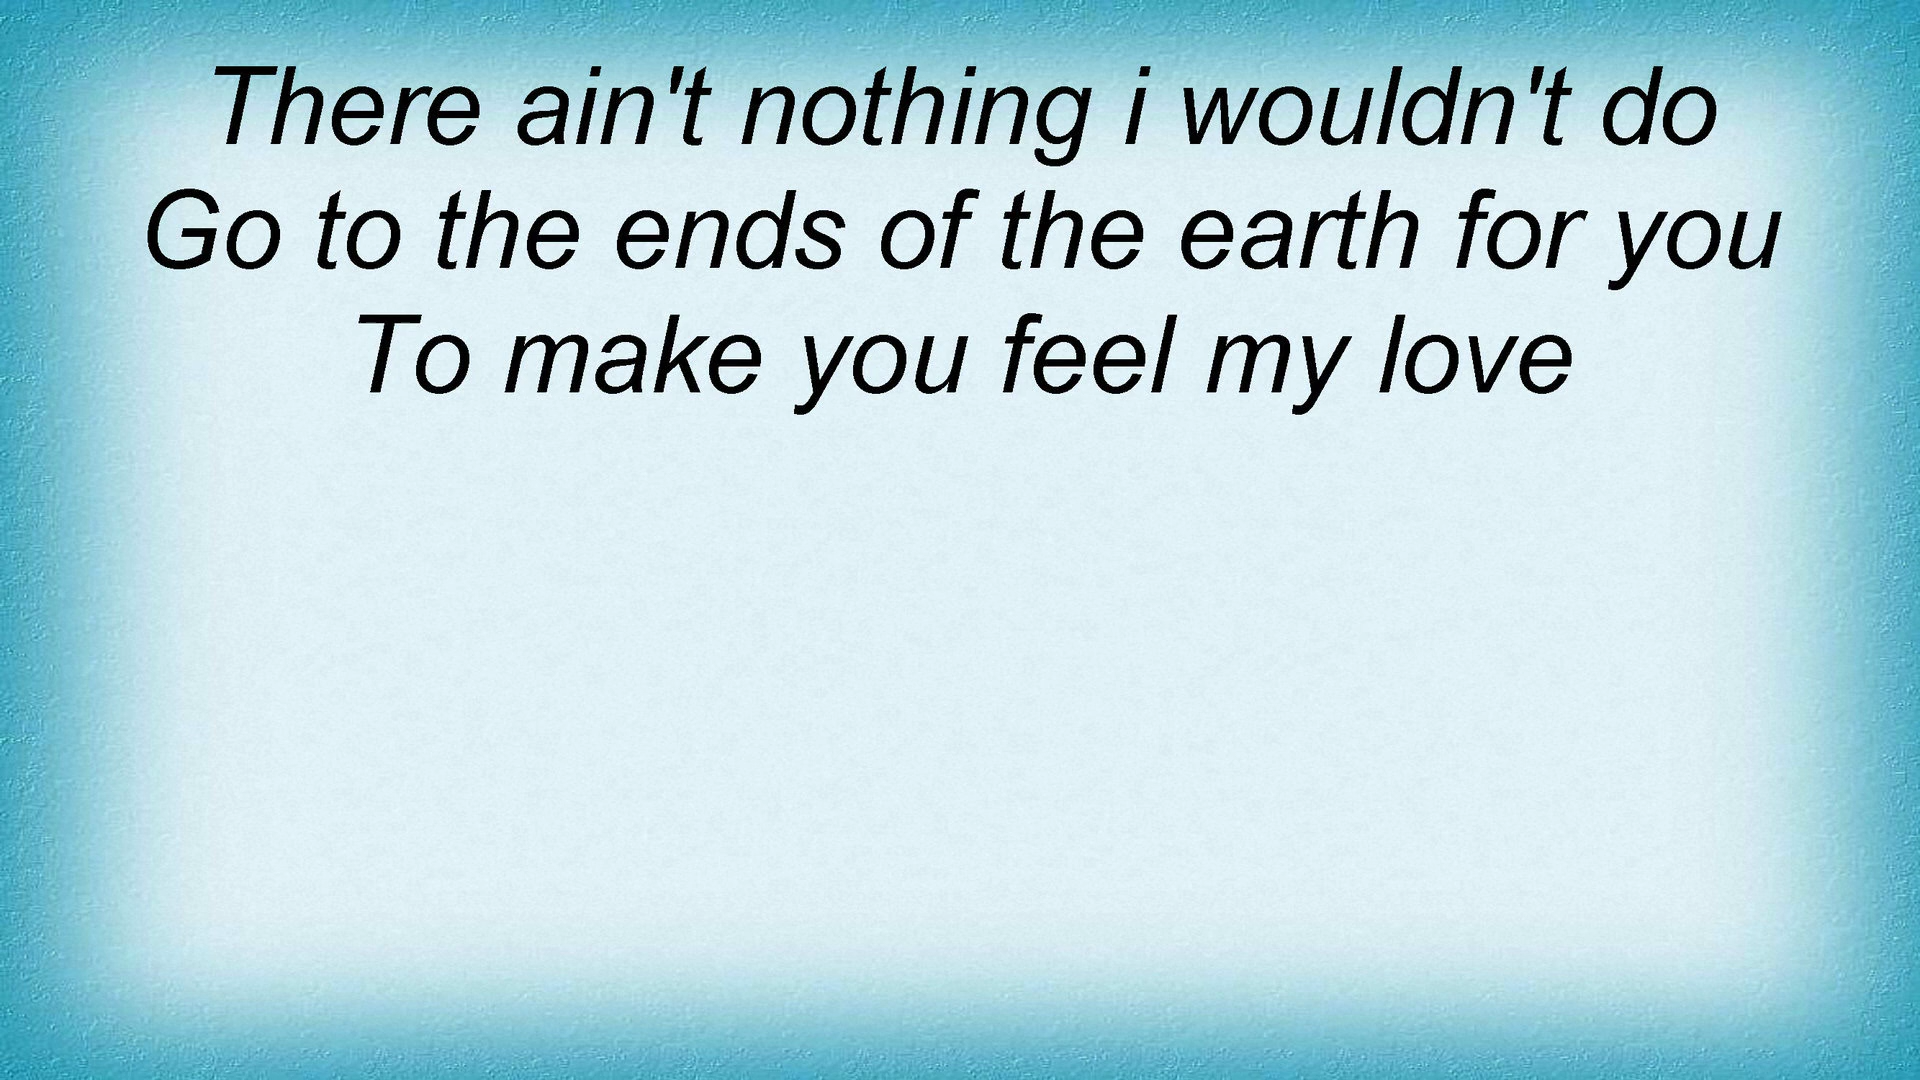 There ain't nothing i wouldn't do
Go to the ends of the earth for you
To make you feel my love